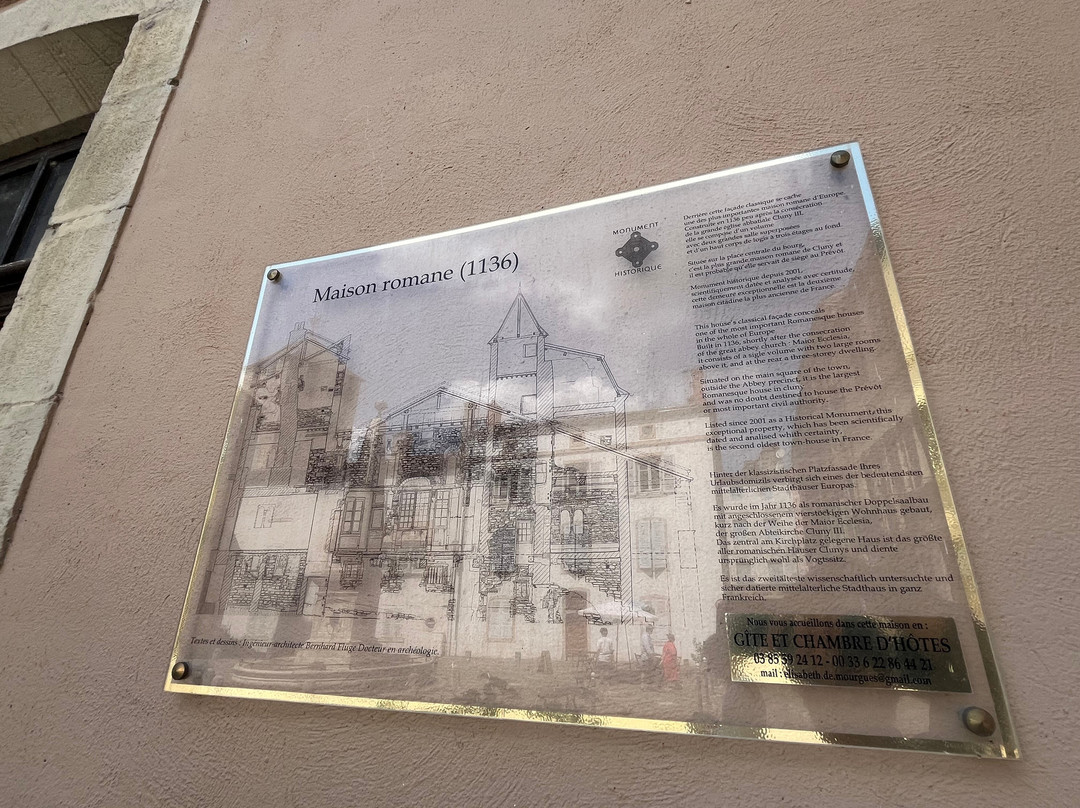 Maison romane (1136)
MONUMENT
HISTORIQUE
Derrière cette façade classique se cache
une des plus importantes maison romane d'Europe.
Construite en 1136 peu après la consécration
de la grande église abbatiale Cluny III,
elle se compose d'un volume
avec deux grandes salle superposées
et d'un haut corps de logis à trois étages au fond.
Située sur la place centrale du bourg,
c'est la plus grande maison romane de Cluny et
il est probable qu'elle servait de siège au Prévôt.
Monument historique depuis 2001,
scientifiquement datée et analysée avec certitude,
cette demeure exceptionnelle est la deuxième
maison citadine la plus ancienne de France.
This house's classical façade conceals
one of the most important Romanesque houses
in the whole of Europe
Built in 1136, shortly after the consecration
of the great abbey church - Maior Ecclesia,
it consists of a sigle volume with two large rooms
above it, and at the rear a three-storey dwelling.
Situated on the main square of the town,
outside the Abbey precinct, it is the largest
Romanesque house in cluny
and was no doubt destined to house the Prévôt
or most important civil authority.
Listed since 2001 as a Historical Monument, this
exceptional property, which has been scientifically
dated and analised whith certainty,
is the second oldest town-house in France.
Hinter der klassizistischen Platzfassade Ihres
Urlaubsdomizils verbirgt sich eines der bedeutendsten
mittelalterlichen Stadthäuser Europas.
Es wurde im Jahr 1136 als romanischer Doppelsaalbau
mit angeschlossenem vierstöckigen Wohnhaus gebaut,
kurz nach der Weihe der Maior Ecclesia,
der großen Abteikirche Cluny III.
Das zentral am Kirchplatz gelegene Haus ist das größte
aller romanischen Häuser Clunys und diente
ursprünglich wohl als Vogtssitz.
Es ist das zweitälteste wissenschaftlich untersuchte und
sicher datierte mittelalterliche Stadthaus in ganz
Frankreich.
Textes et dessins : Ingénieur-architecte Bernhard Flüge Docteur en archéologie.
Nous vous accueillons dans cette maison en :
GÎTE ET CHAMBRE D'HÔTES
03 85 59 24 12 - 00 33 6 22 86 44 21
mail : elisabeth.de.mourgues@gmail.com